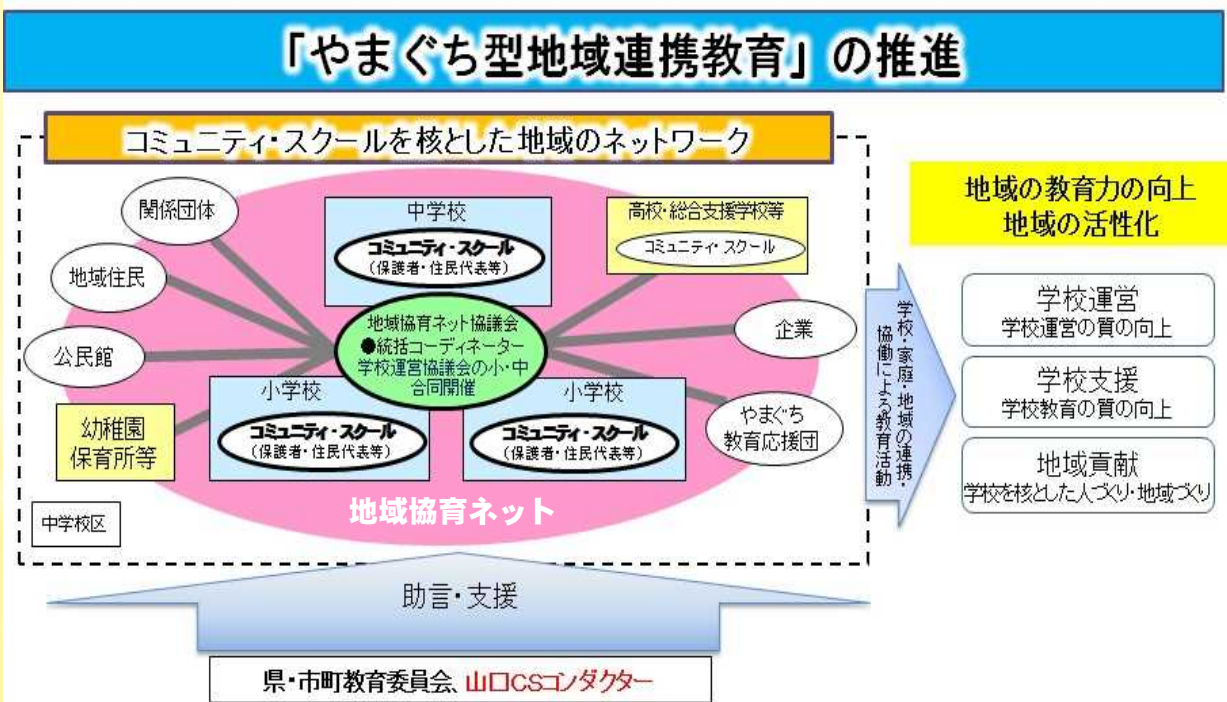 「やまぐち型地域連携教育」の推進
コミュニティ・スクールを核とした地域のネットワーク
関係団体
地域住民
公民館
幼稚園
保育所等
中学校区
中学校
コミュニティ・スクール
(保護者・住民代表等)
地域協育ネット協議会
●統括コーディネーター
学校運営協議会の小・中
合同開催
小学校
コミュニティ・スクール
(保護者・住民代表等)
小学校
コミュニティ・スクール
(保護者・住民代表等)
高校・総合支援学校等
コミュニティ・スクール
企業
やまぐち
教育応援団
地域協育ネット
学校・家庭・地域の連携・
協働による教育活動
地域の教育力の向上
地域の活性化
学校運営
学校運営の質の向上
学校支援
学校教育の質の向上
地域貢献
学校を核とした人づくり・地域づくり
助言・支援
県・市町教育委員会、山口CSコンダクター